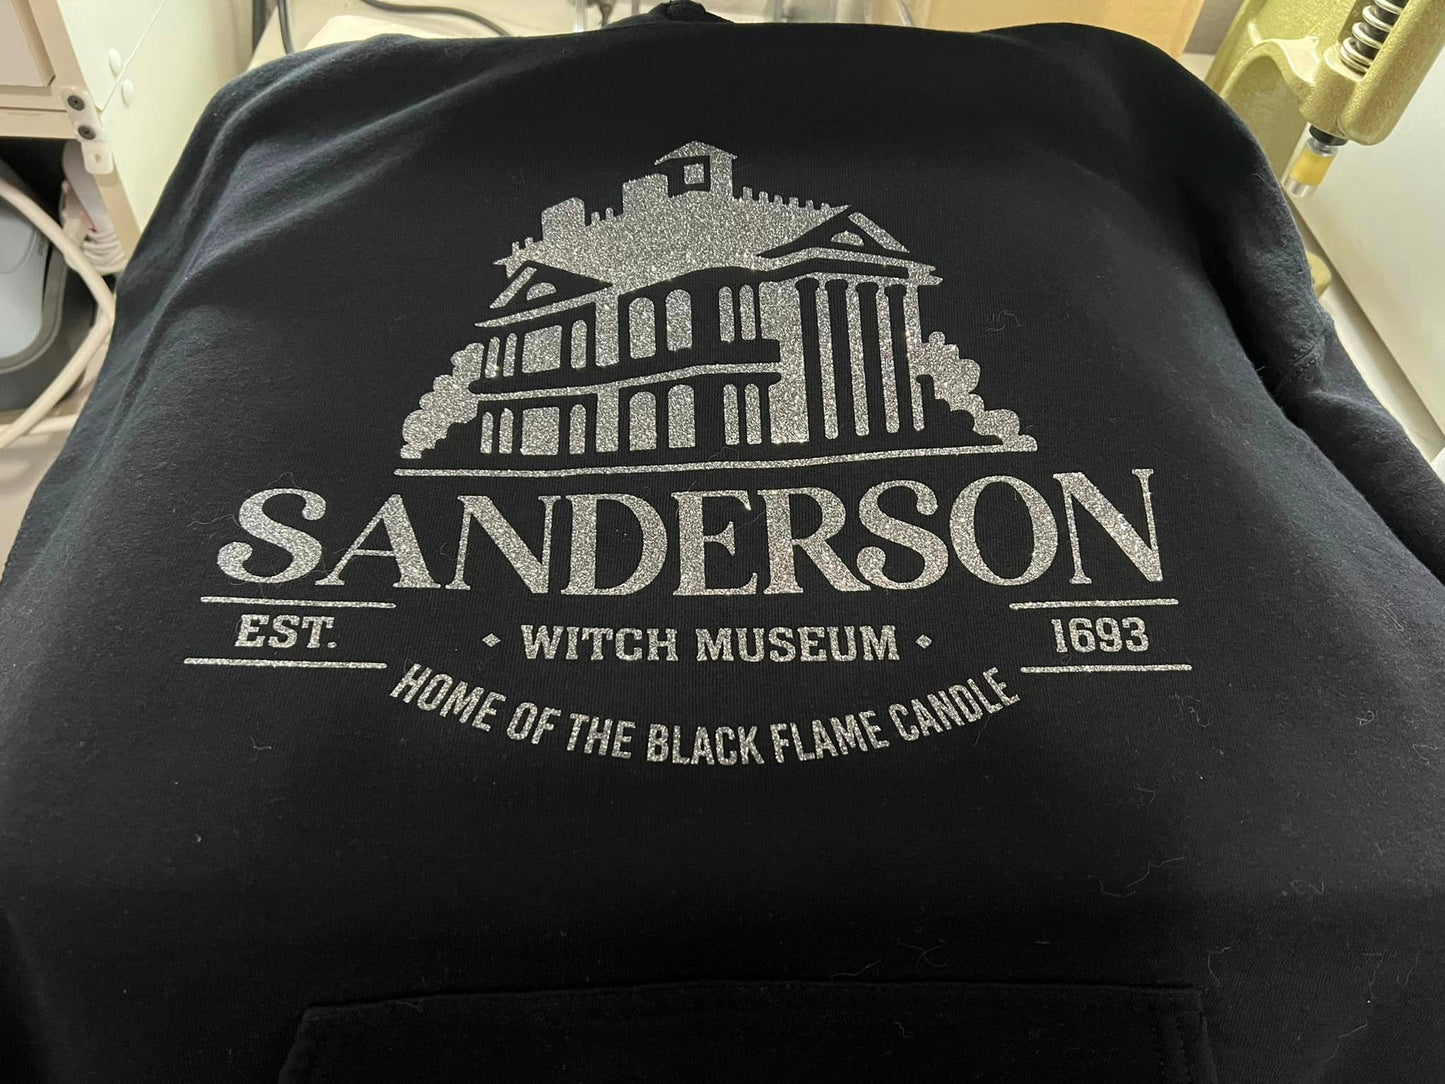 SANDERSON
EST. • WITCH MUSEUM • 1693
HOME OF THE BLACK FLAME CANDLE